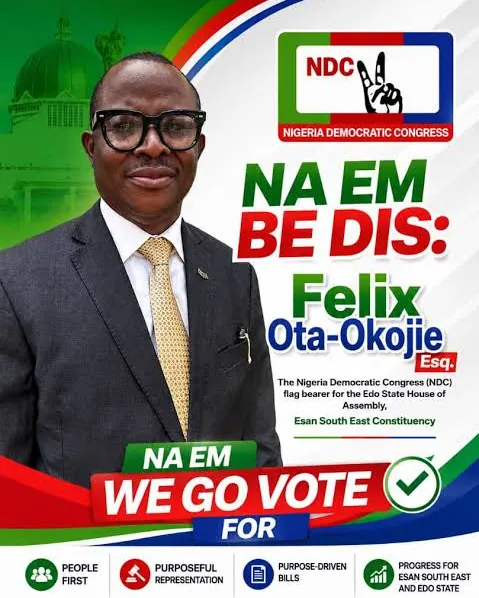 NDC
NIGERIA DEMOCRATIC CONGRESS
NA EM
BE DIS:
Felix
Ota-Okojie
Esq.
The Nigeria Democratic Congress (NDC)
flag bearer for the Edo State House of
Assembly,
Esan South East Constituency
NA EM
WE GO VOTE
FOR
PEOPLE
FIRST
PURPOSEFUL
REPRESENTATION
PURPOSE-DRIVEN
BILLS
PROGRESS FOR
ESAN SOUTH EAST
AND EDO STATE